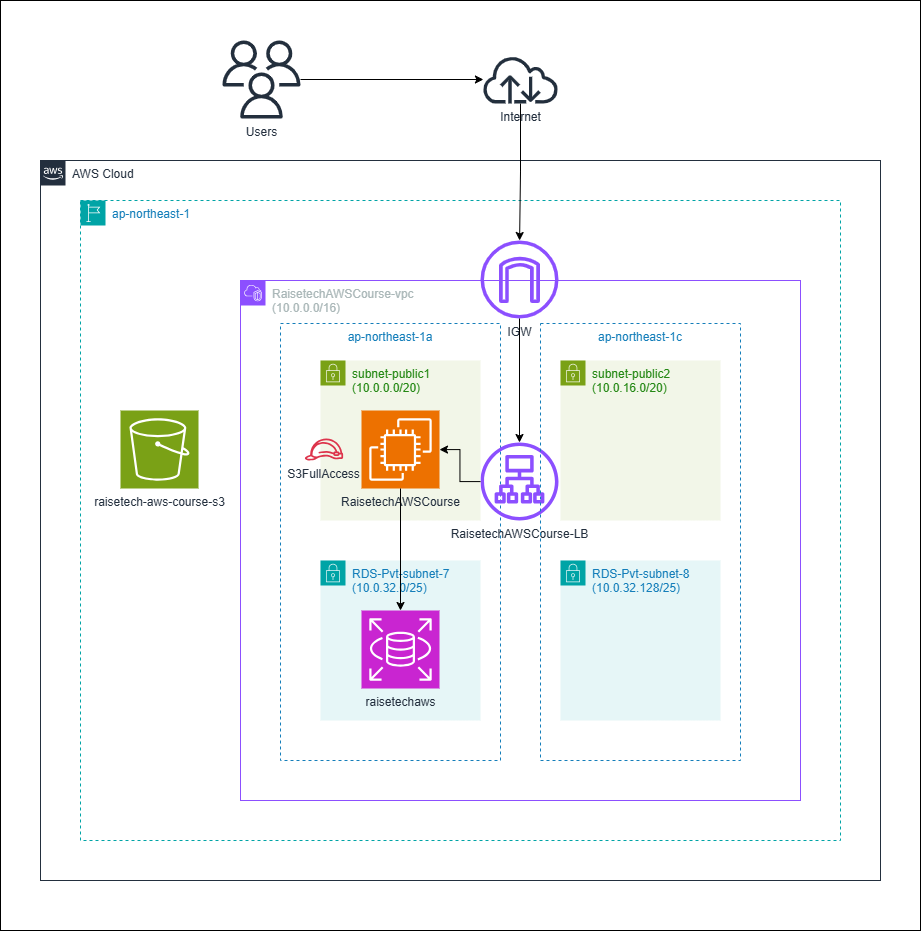 Users
Internet
aws
AWS Cloud
ap-northeast-1
RaisetechAWSCourse-vpc
(10.0.0.0/16)
IGW
ap-northeast-1a
ap-northeast-1c
subnet-public1
(10.0.0.0/20)
subnet-public2
(10.0.16.0/20)
S3FullAccess
raisetech-aws-course-s3
RaisetechAWSCourse
RaisetechAWSCourse-LB
RDS-Pvt-subnet-7
(10.0.32.0/25)
RDS-Pvt-subnet-8
(10.0.32.128/25)
raisetechaws